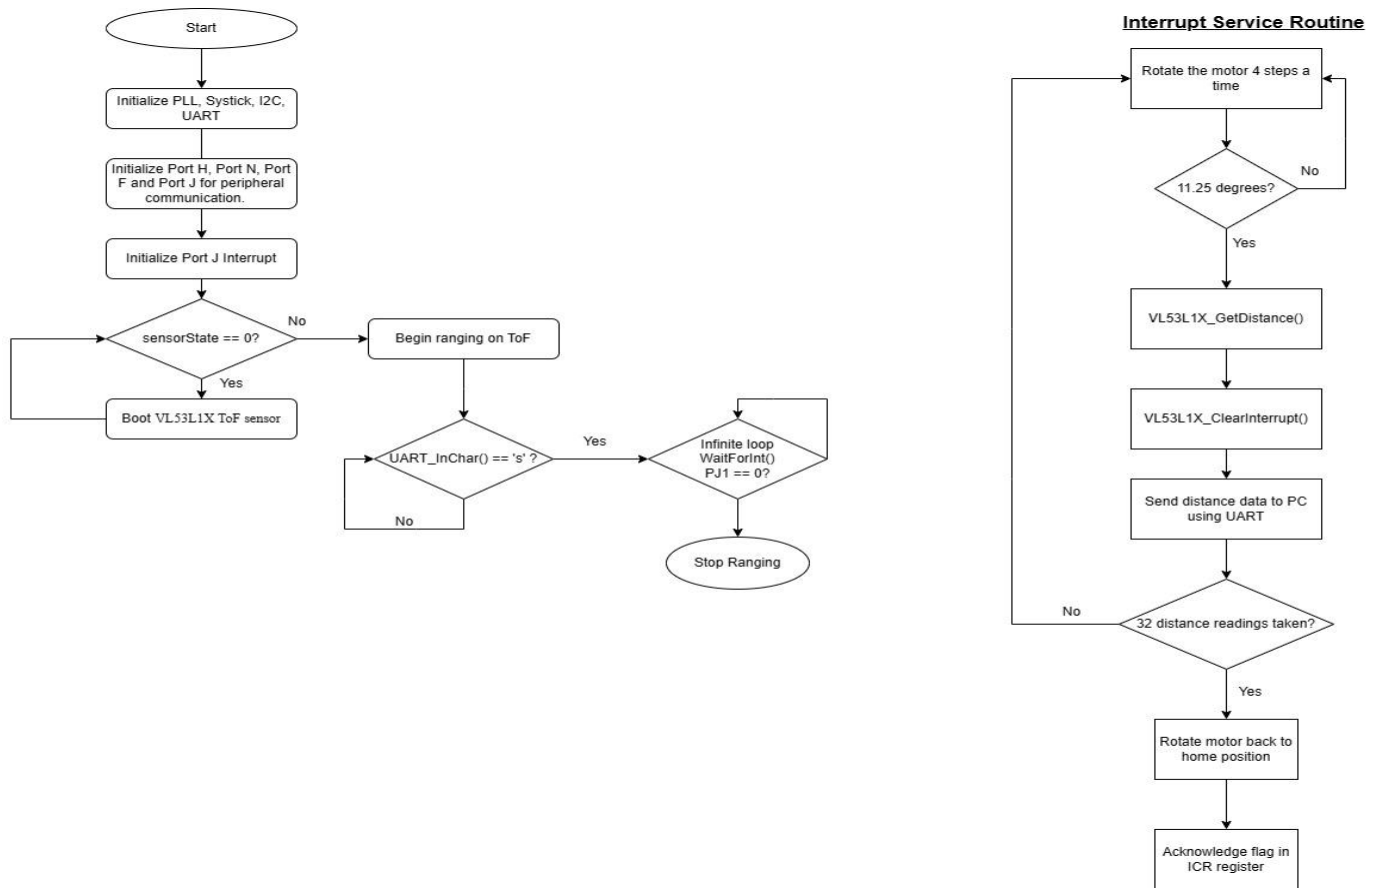 Start
Initialize PLL, Systick, I2C,
UART
Initialize Port H, Port N, Port
F and Port J for peripheral
communication.
Initialize Port J Interrupt
sensorState == 0?
No
Yes
Boot VL53L1X ToF sensor
Begin ranging on ToF
UART_InChar() == 's' ?
No
Yes
Infinite loop
WaitForInt()
PJ1 == 0?
Stop Ranging
Interrupt Service Routine
Rotate the motor 4 steps a
time
11.25 degrees?
No
Yes
VL53L1X_GetDistance()
VL53L1X_ClearInterrupt()
Send distance data to PC
using UART
32 distance readings taken?
No
Yes
Rotate motor back to
home position
Acknowledge flag in
ICR register